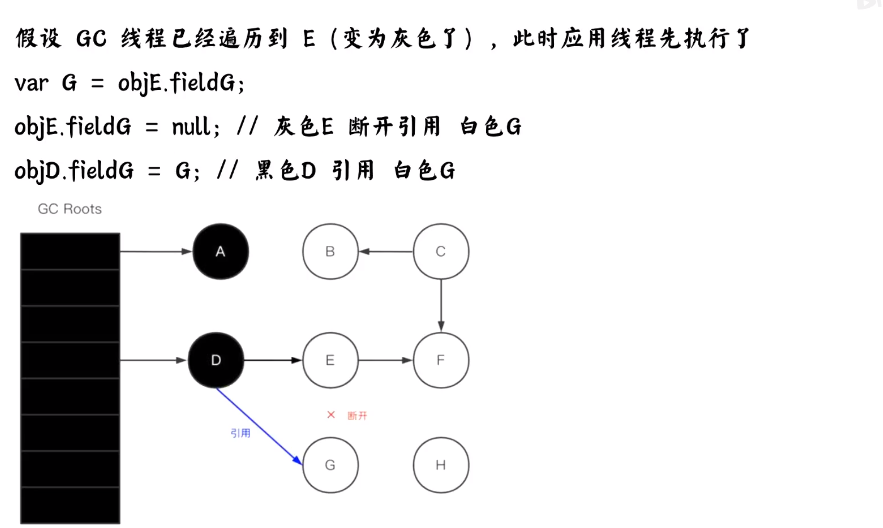 假设 GC 线程已经遍历到 E（变为灰色了），此时应用线程先执行了
var G = objE.fieldG;
objE.fieldG = null; // 灰色E 断开引用 白色G
objD.fieldG = G; // 黑色D 引用 白色G
GC Roots
A
B
C
D
E
F
× 断开
引用
G
H